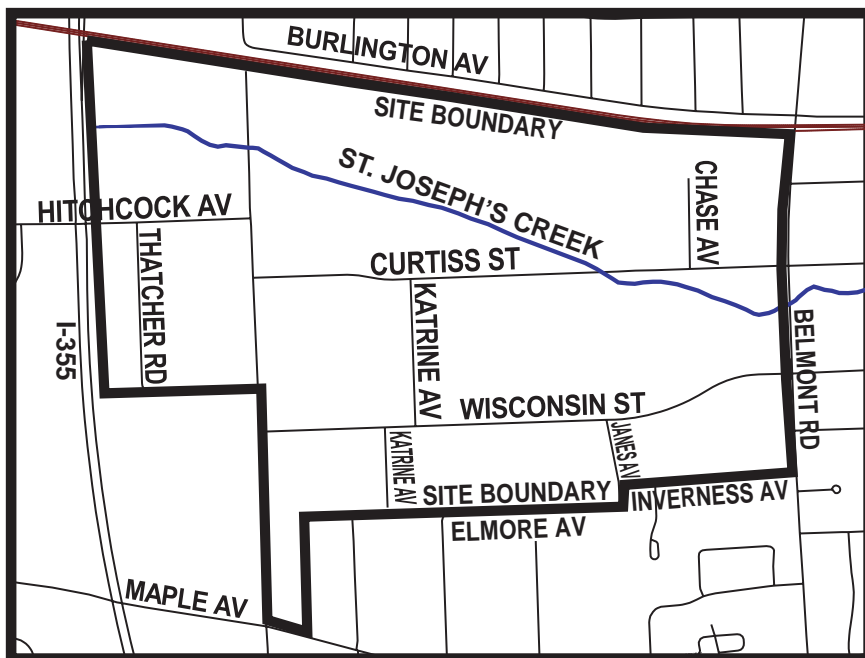 BURLINGTON AV
SITE BOUNDARY
ST. JOSEPH'S CREEK
CHASE AV
HITCHCOCK AV
THATCHER RD
CURTISS ST
KATRINE AV
I-355
BELMONT RD
WISCONSIN ST
KATRINE AV
JANES AV
SITE BOUNDARY
INVERNESS AV
ELMORE AV
MAPLE AV